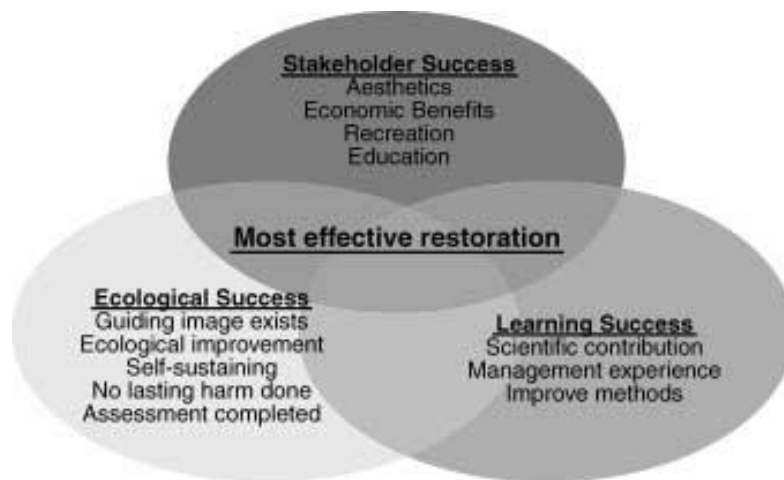 Stakeholder Success
Aesthetics
Economic Benefits
Recreation
Education
Most effective restoration
Ecological Success
Guiding image exists
Ecological improvement
Self-sustaining
No lasting harm done
Assessment completed
Learning Success
Scientific contribution
Management experience
Improve methods